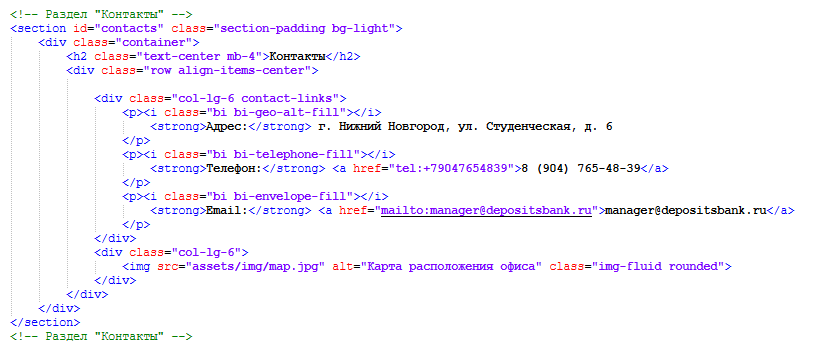 <!-- Раздел "Контакты" -->
<section id="contacts" class="section-padding bg-light">
<div class="container">
<h2 class="text-center mb-4">Контакты</h2>
<div class="row align-items-center">
<div class="col-lg-6 contact-links">
<p><i class="bi bi-geo-alt-fill"></i>
<strong>Адрес:</strong> г. Нижний Новгород, ул. Студенческая, д. 6
</p>
<p><i class="bi bi-telephone-fill"></i>
<strong>Телефон:</strong> <a href="tel:+79047654839">8 (904) 765-48-39</a>
</p>
<p><i class="bi bi-envelope-fill"></i>
<strong>Email:</strong> <a href="mailto:manager@depositsbank.ru">manager@depositsbank.ru</a>
</p>
</div>
<div class="col-lg-6">
<img src="assets/img/map.jpg" alt="Карта расположения офиса" class="img-fluid rounded">
</div>
</div>
</div>
</section>
<!-- Раздел "Контакты" -->